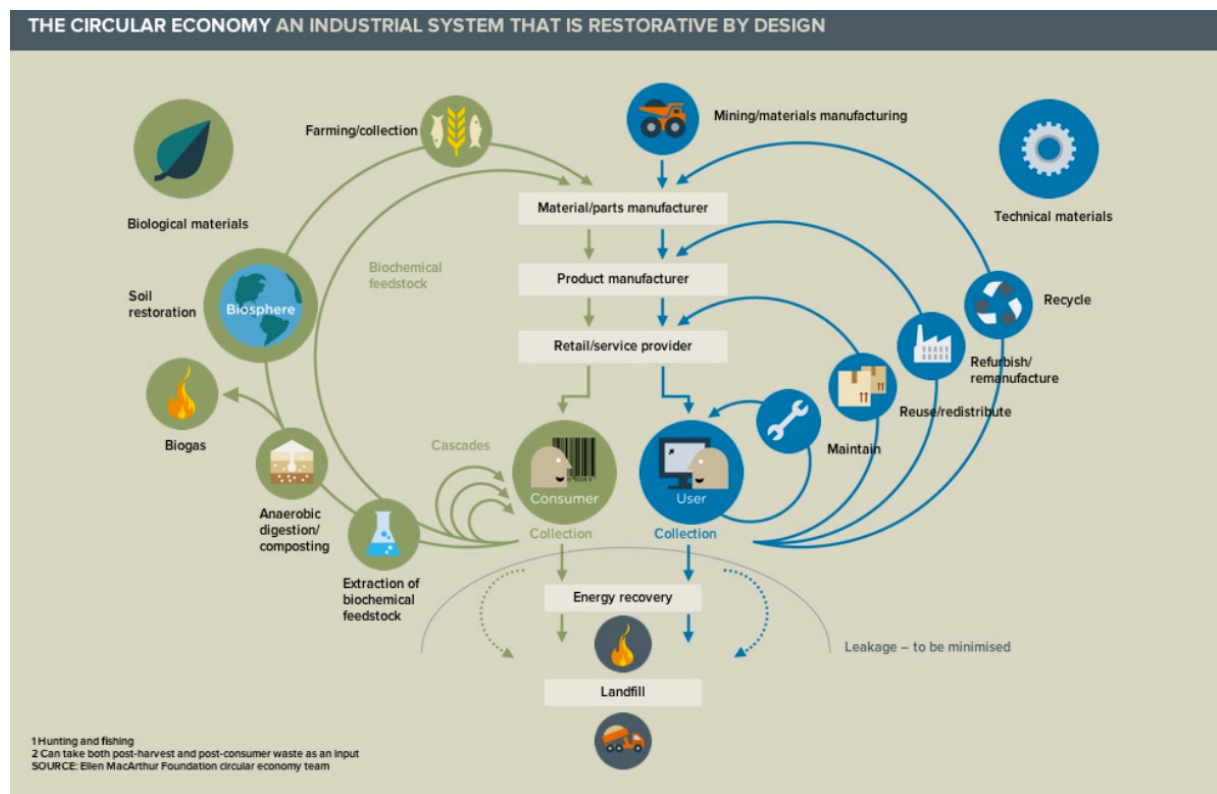 THE CIRCULAR ECONOMY AN INDUSTRIAL SYSTEM THAT IS RESTORATIVE BY DESIGN
Farming/collection
Mining/materials manufacturing
Biological materials
Technical materials
Material/parts manufacturer
Biochemical
feedstock
Product manufacturer
Soil
restoration
Biosphere
Recycle
Retail/service provider
Refurbish/
remanufacture
Reuse/redistribute
Biogas
Cascades
Maintain
Consumer
User
Anaerobic
digestion/
composting
Collection
Collection
Extraction of
biochemical
feedstock
Energy recovery
Leakage – to be minimised
Landfill
1 Hunting and fishing
2 Can take both post-harvest and post-consumer waste as an input
SOURCE: Ellen MacArthur Foundation circular economy team